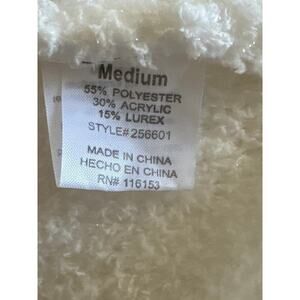 Medium
55% POLYESTER
30% ACRYLIC
15% LUREX
STYLE#256601
MADE IN CHINA
HECHO EN CHINA
RN# 116153